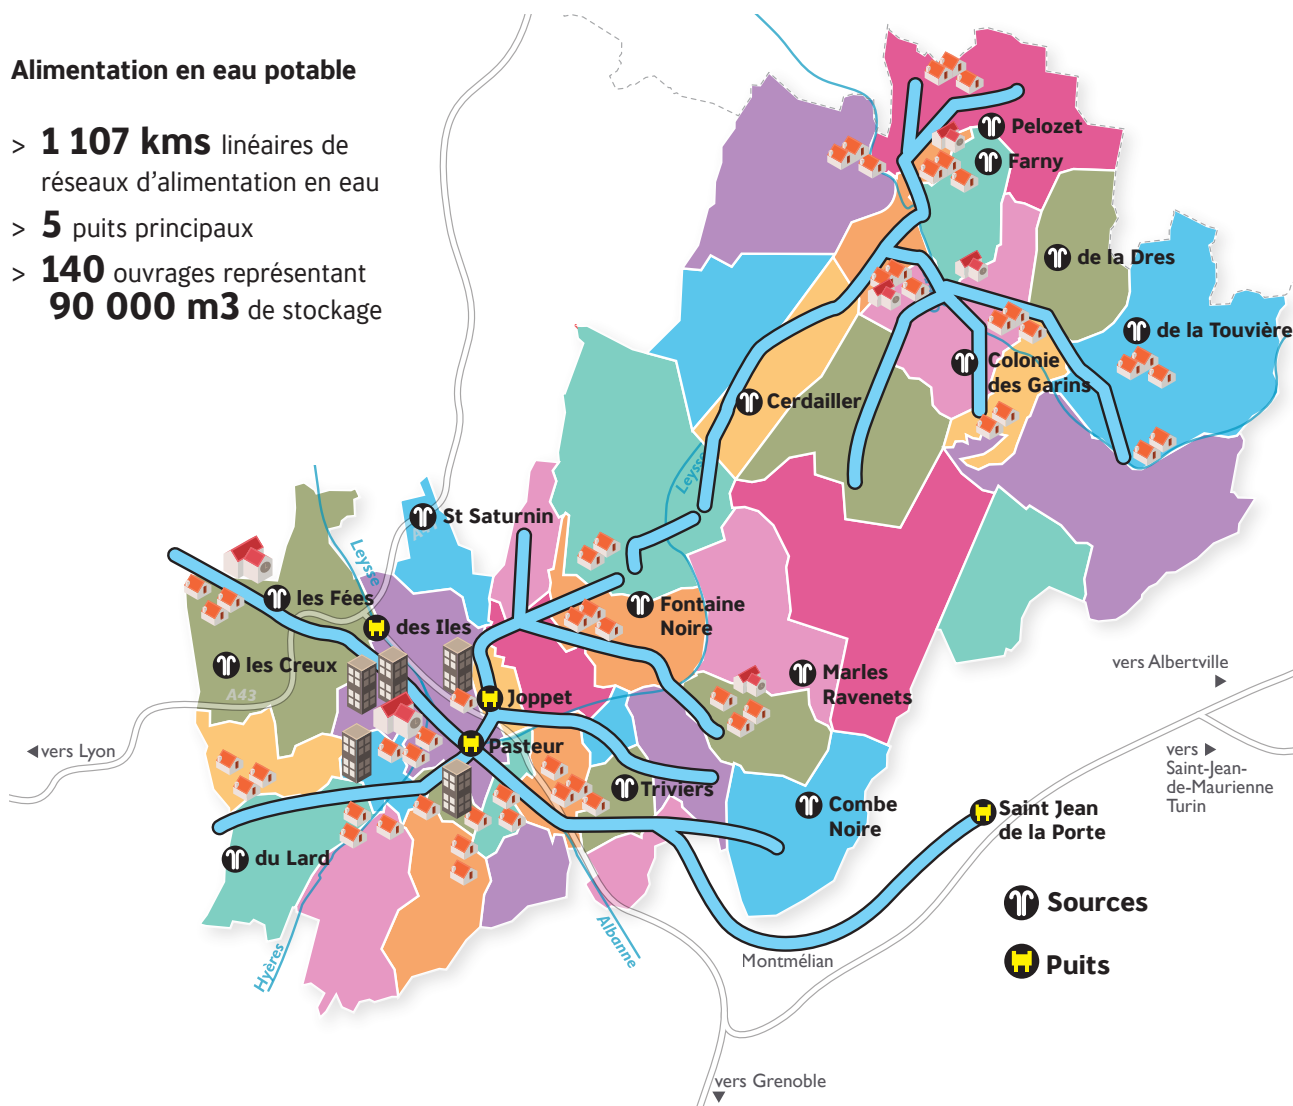 Alimentation en eau potable
> 1 107 kms linéaires de
réseaux d'alimentation en eau
> 5 puits principaux
> 140 ouvrages représentant
90 000 m3 de stockage
Pelozet
Farny
de la Dres
de la Touvière
Colonie
des Garins
Cerdailler
Leysse
St Saturnin
Leysse
les Fées
des Iles
Fontaine
Noire
les Creux
A43
Joppet
Marles
Ravenets
vers Albertville
vers Lyon
Pasteur
vers
Saint-Jean-
de-Maurienne
Turin
Triviers
Combe
Noire
Saint Jean
de la Porte
du Lard
Sources
Hyères
Albanne
Montmélian
Puits
vers Grenoble